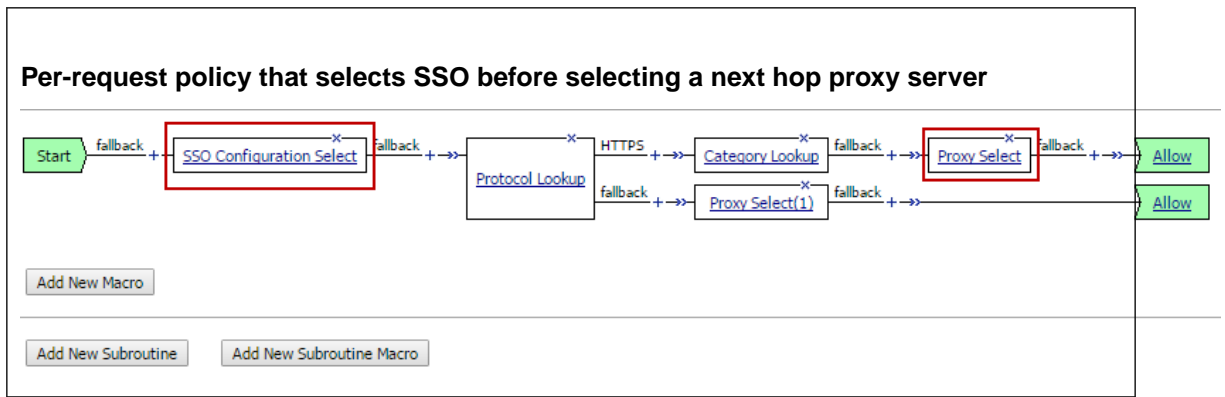 Per-request policy that selects SSO before selecting a next hop proxy server
Start fallback + SSO Configuration Select fallback + Protocol Lookup HTTPS + Category Lookup fallback + Proxy Select fallback + Allow
fallback + Proxy Select(1) fallback + Allow
Add New Macro
Add New Subroutine Add New Subroutine Macro